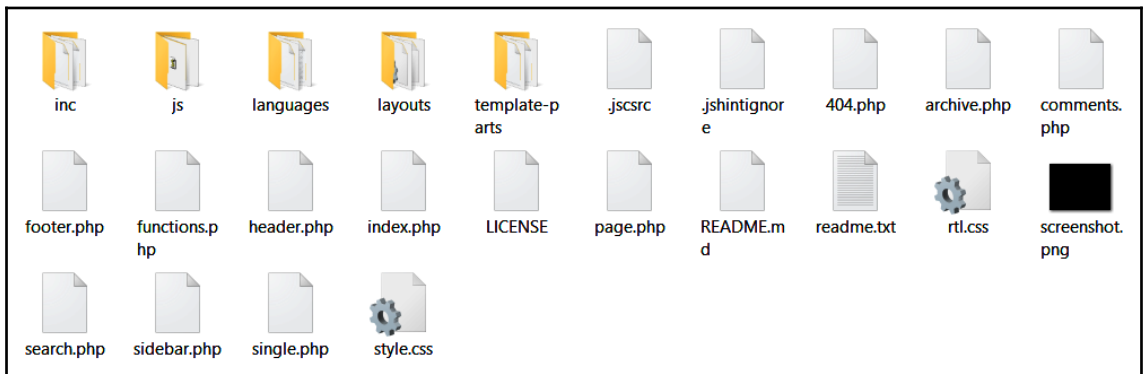 inc js languages layouts template-p .jscsrc .jshintignor 404.php archive.php comments.
arts e php
footer.php functions.p header.php index.php LICENSE page.php README.m readme.txt rtl.css screenshot.
hp d png
search.php sidebar.php single.php style.css